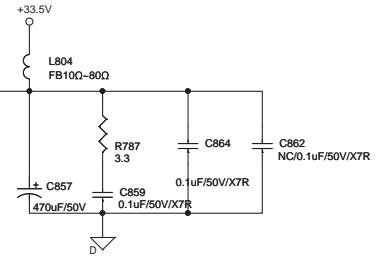 +33.5V
L804
FB10Ω~80Ω
R787
3.3
C864
C862
NC/0.1uF/50V/X7R
0.1uF/50V/X7R
+ C857
470uF/50V
C859
0.1uF/50V/X7R
D